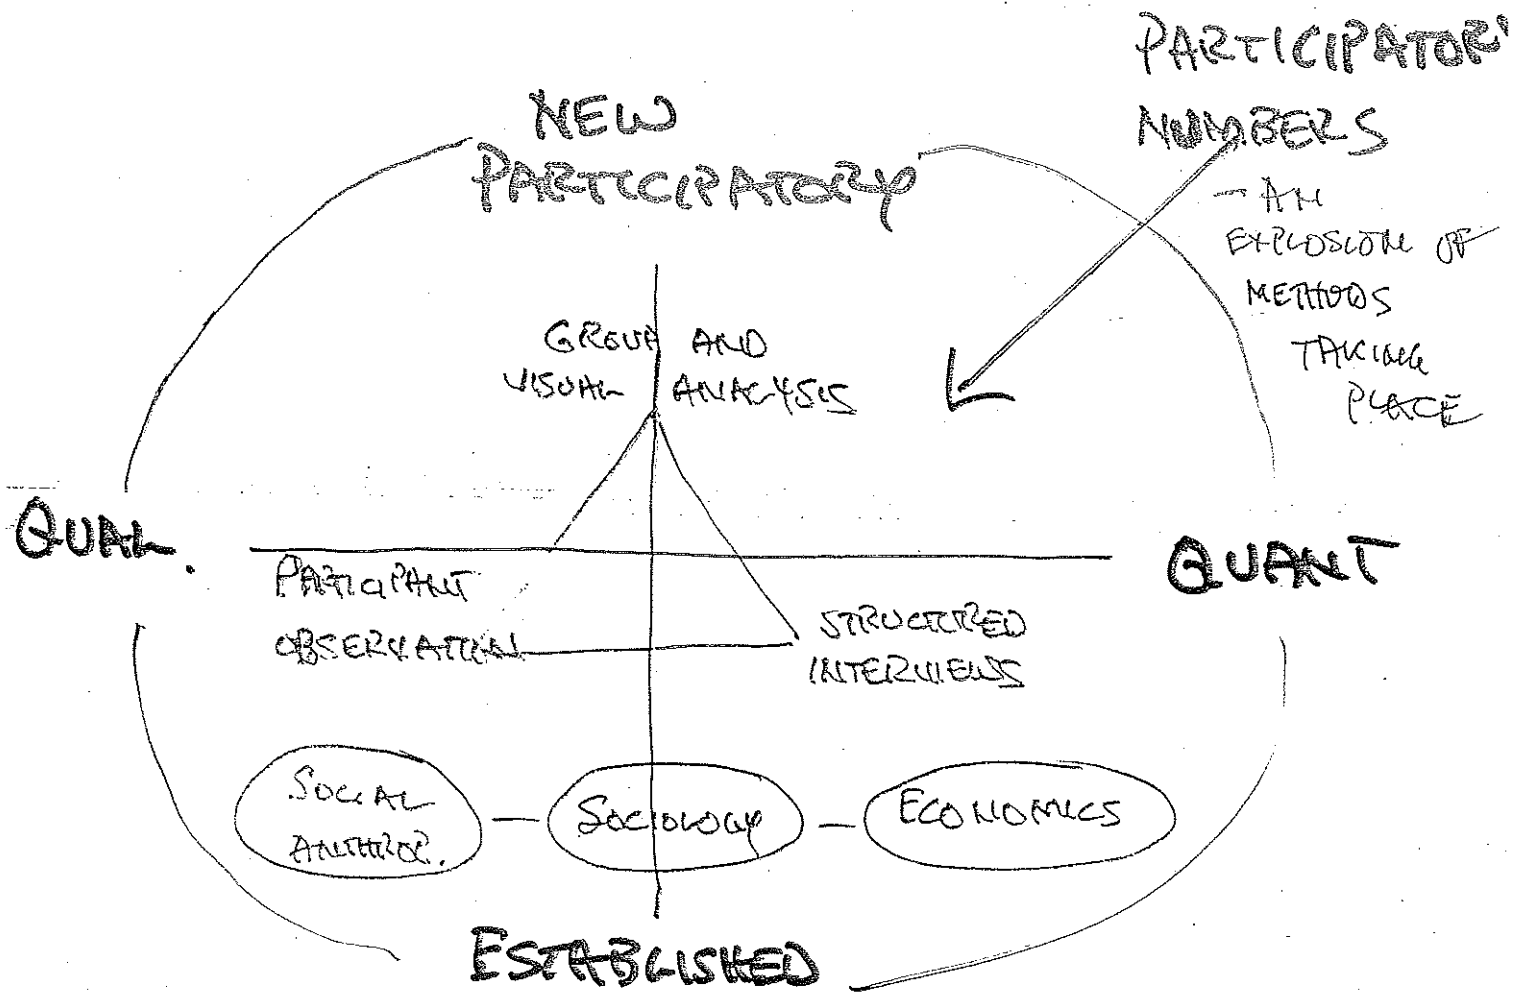 PARTICIPATORY
NUMBERS
- AN
EXPLOSION OF
METHODS
TAKING
PLACE
NEW
PARTICIPATORY
GROUP AND
VISUAL ANALYSIS
QUAL.
QUANT
PARTICIPANT
OBSERVATION
STRUCTURED
INTERVIEWS
SOCIAL
ANTHROP.
SOCIOLOGY
ECONOMICS
ESTABLISHED